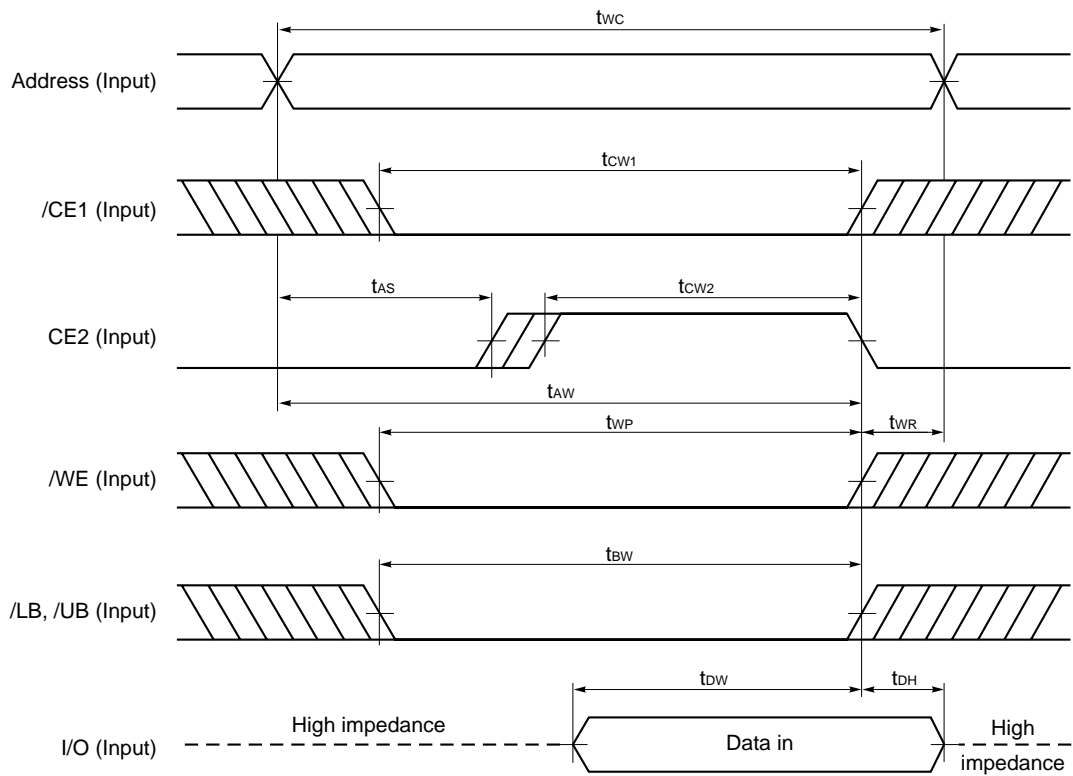 tWC
Address (Input)
tCW1
/CE1 (Input)
tAS
tCW2
CE2 (Input)
tAW
tWP
tWR
/WE (Input)
tBW
/LB, /UB (Input)
tDW
tDH
High impedance
Data in
High
impedance
I/O (Input)